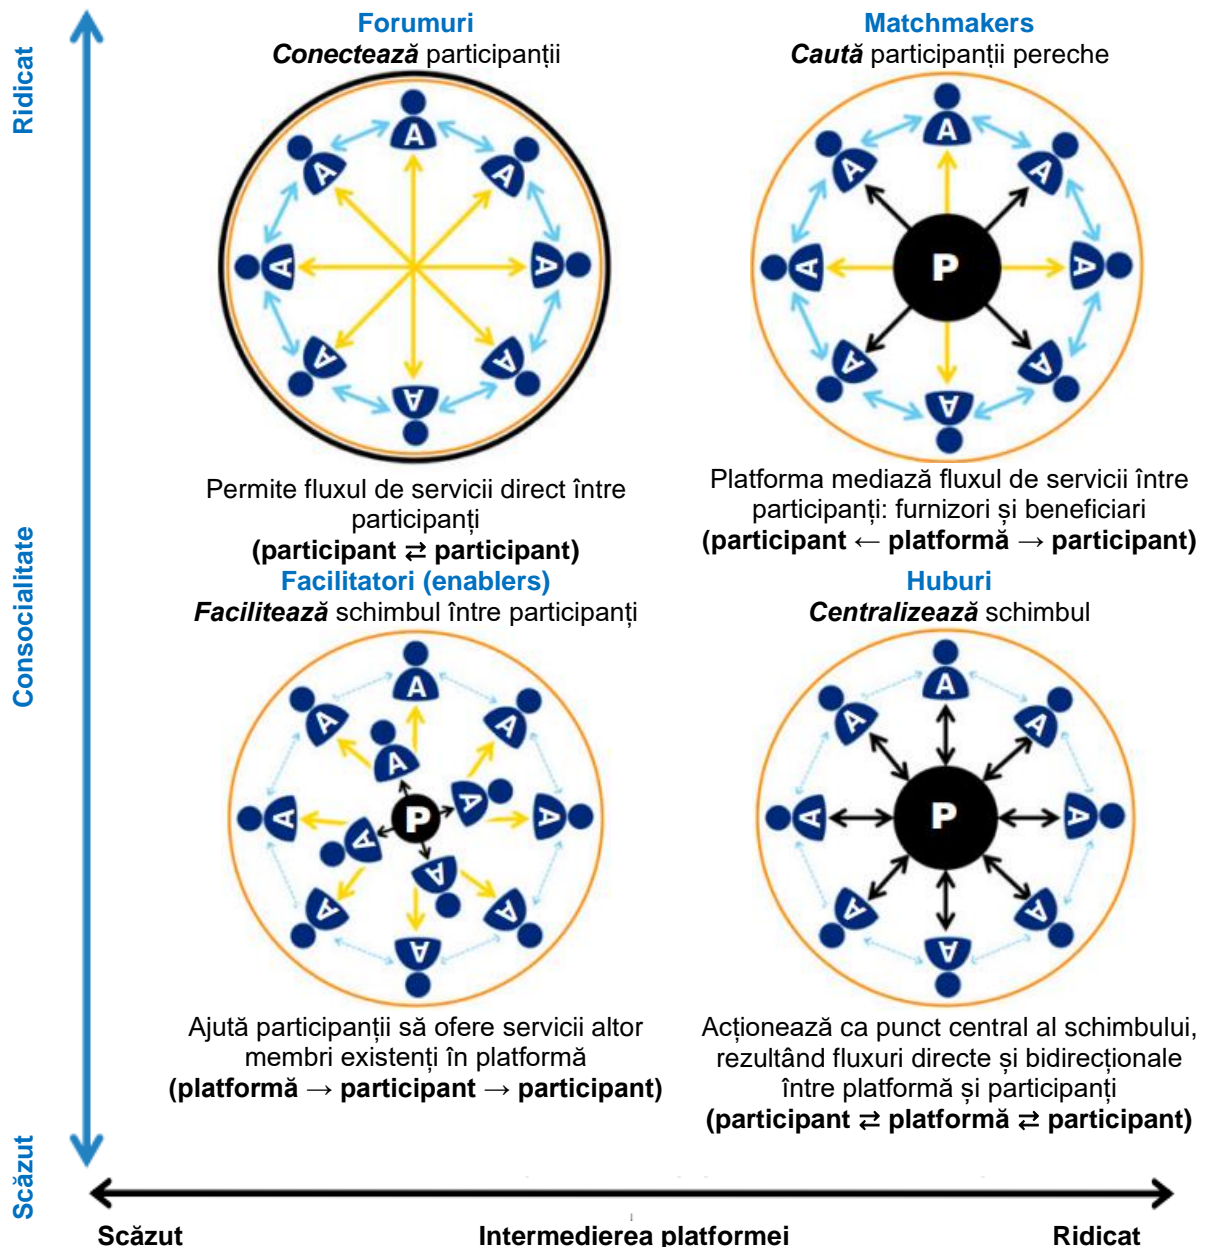 Ridicat
Consocialitate
Scăzut
Forumuri
Conectează participanții
A
A
A
A
A
A
A
A
Permite fluxul de servicii direct între
participanți
(participant ⇄ participant)
Matchmakers
Caută participanții pereche
A
A
A
A
P
A
A
A
A
Platforma mediază fluxul de servicii între
participanți: furnizori și beneficiari
(participant ← platformă → participant)
Facilitatori (enablers)
Facilitează schimbul între participanți
A
A
A
A
A
A
A
P
A
A
A
A
A
Ajută participanții să ofere servicii altor
membri existenți în platformă
(platformă → participant → participant)
Huburi
Centralizează schimbul
A
A
A
A
P
A
A
A
A
Acționează ca punct central al schimbului,
rezultând fluxuri directe și bidirecționale
între platformă și participanți
(participant ⇄ platformă ⇄ participant)
Scăzut
Intermedierea platformei
Ridicat